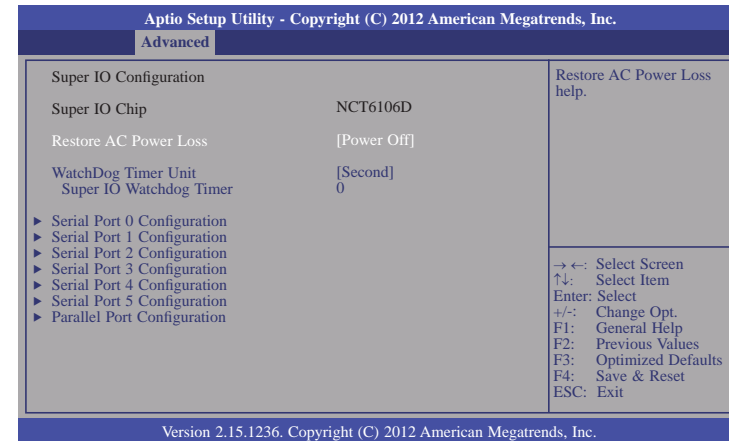 Aptio Setup Utility - Copyright (C) 2012 American Megatrends, Inc.
Advanced
Super IO Configuration
Super IO Chip NCT6106D
Restore AC Power Loss [Power Off]
WatchDog Timer Unit [Second]
Super IO Watchdog Timer 0
► Serial Port 0 Configuration
► Serial Port 1 Configuration
► Serial Port 2 Configuration
► Serial Port 3 Configuration
► Serial Port 4 Configuration
► Serial Port 5 Configuration
► Parallel Port Configuration
Restore AC Power Loss
help.
→←: Select Screen
↑↓: Select Item
Enter: Select
+/-: Change Opt.
F1: General Help
F2: Previous Values
F3: Optimized Defaults
F4: Save & Reset
ESC: Exit
Version 2.15.1236. Copyright (C) 2012 American Megatrends, Inc.